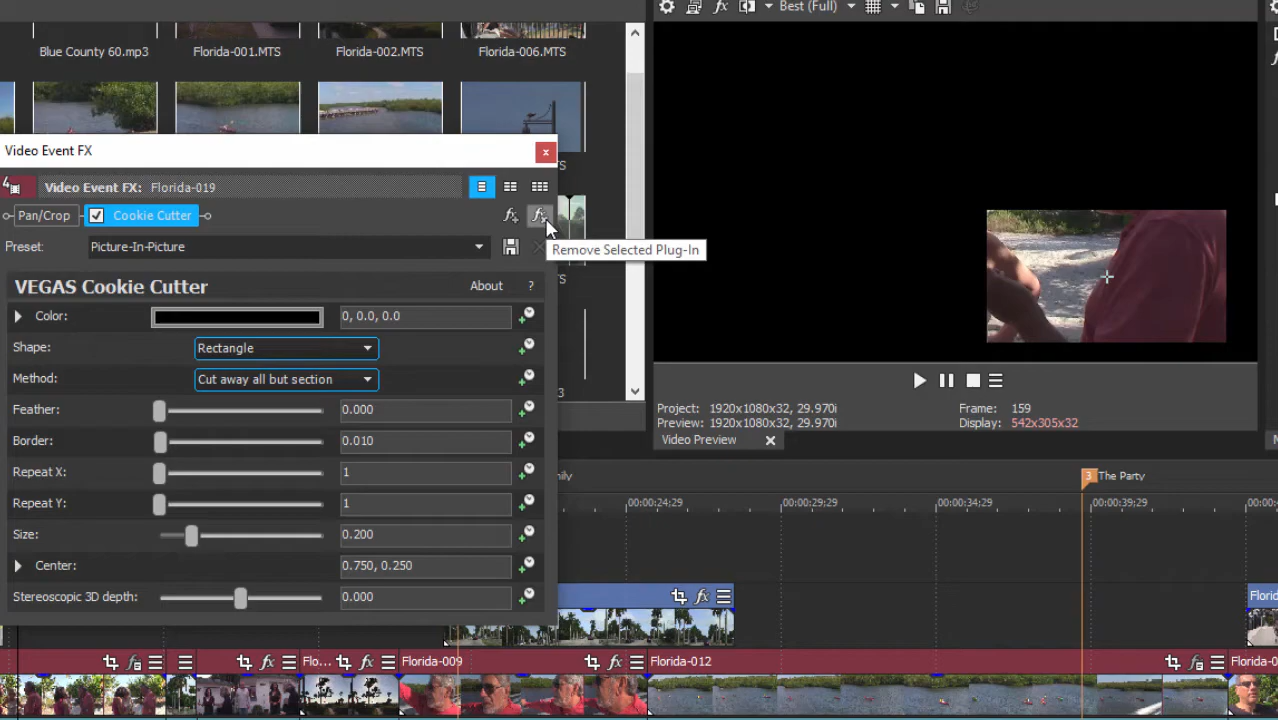 Best (Full)
Blue County 60.mp3
Florida-001.MTS
Florida-002.MTS
Florida-006.MTS
Video Event FX
Video Event FX: Florida-019
Pan/Crop
Cookie Cutter
Preset:
Picture-In-Picture
Remove Selected Plug-In
VEGAS Cookie Cutter
About
?
Color:
0, 0.0, 0.0
Shape:
Rectangle
Method:
Cut away all but section
Feather:
0.000
Border:
0.010
Repeat X:
1
Repeat Y:
1
Size:
0.200
Center:
0.750, 0.250
Stereoscopic 3D depth:
0.000
Project: 1920x1080x32, 29.970i
Preview: 1920x1080x32, 29.970i
Frame: 159
Display: 542x305x32
Video Preview
3 The Party
00:00:24;29
00:00:29;29
00:00:34;29
00:00:39;29
Flo...
Florida-009
Florida-012